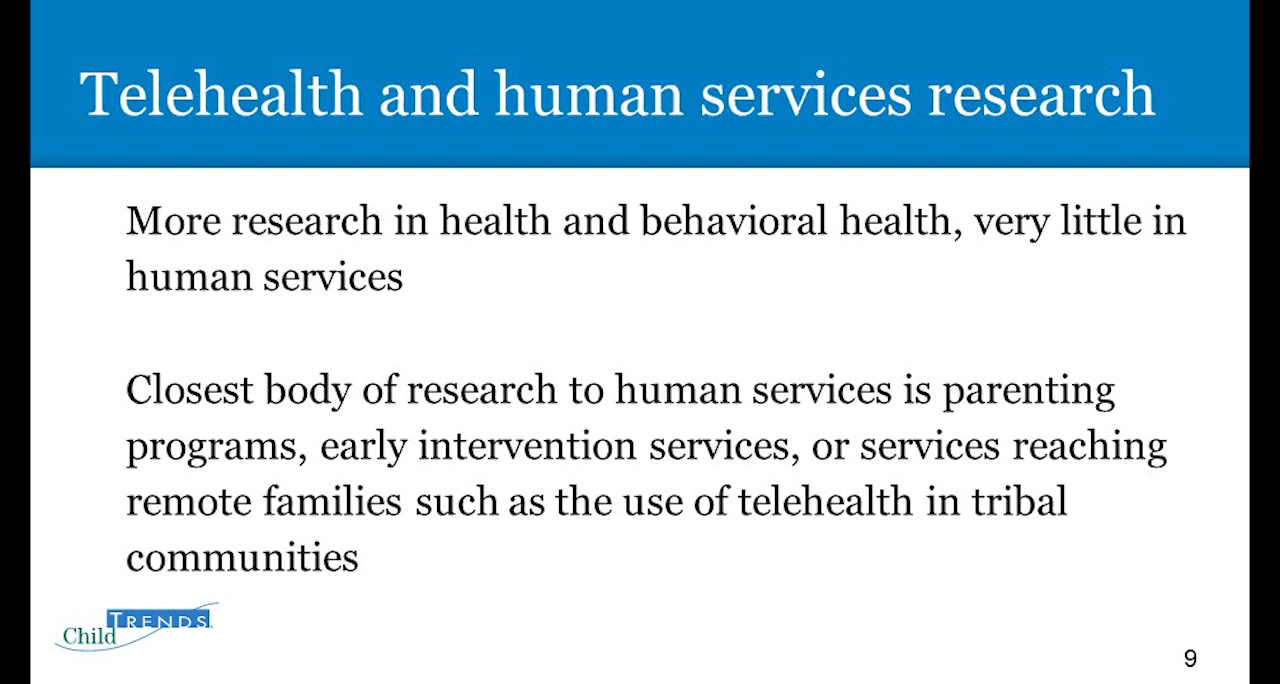 Telehealth and human services research
More research in health and behavioral health, very little in
human services
Closest body of research to human services is parenting
programs, early intervention services, or services reaching
remote families such as the use of telehealth in tribal
communities
Child TRENDS
9